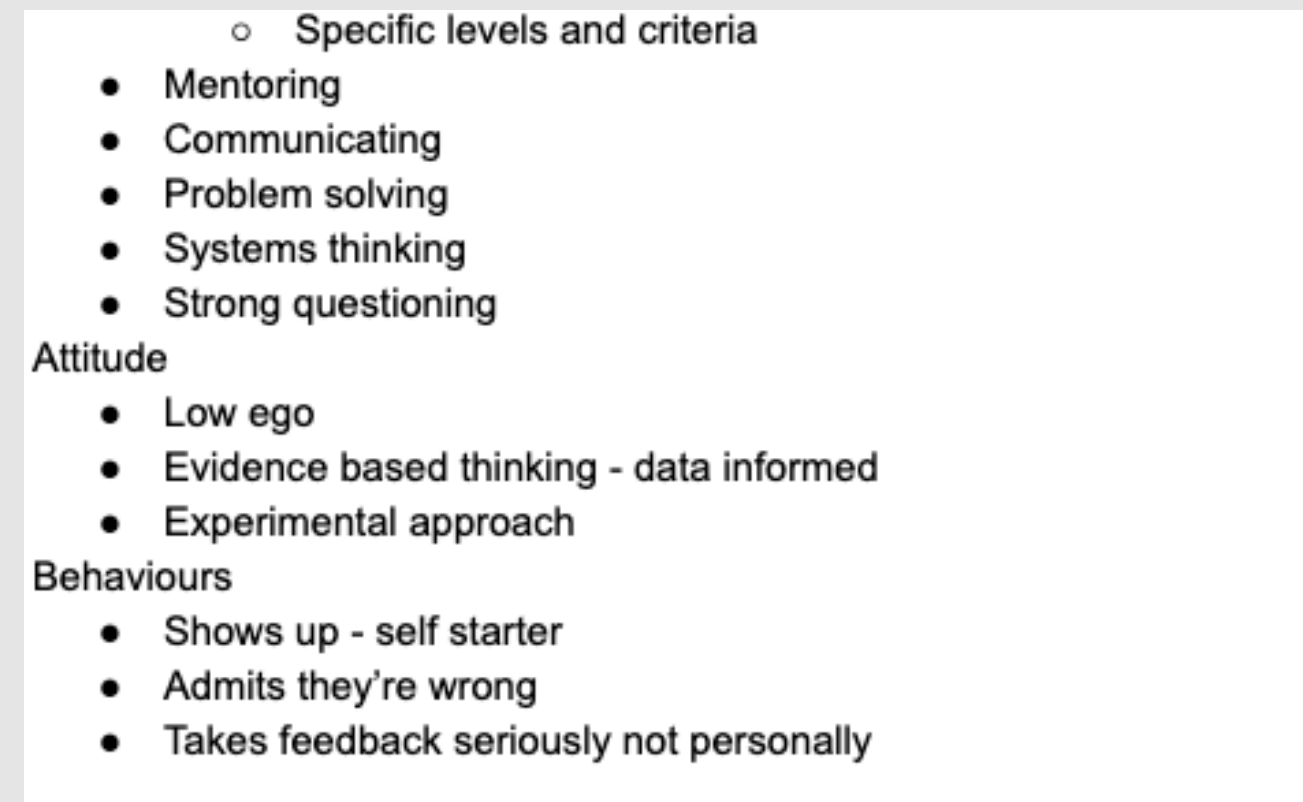 ○ Specific levels and criteria
● Mentoring
● Communicating
● Problem solving
● Systems thinking
● Strong questioning
Attitude
● Low ego
● Evidence based thinking - data informed
● Experimental approach
Behaviours
● Shows up - self starter
● Admits they’re wrong
● Takes feedback seriously not personally